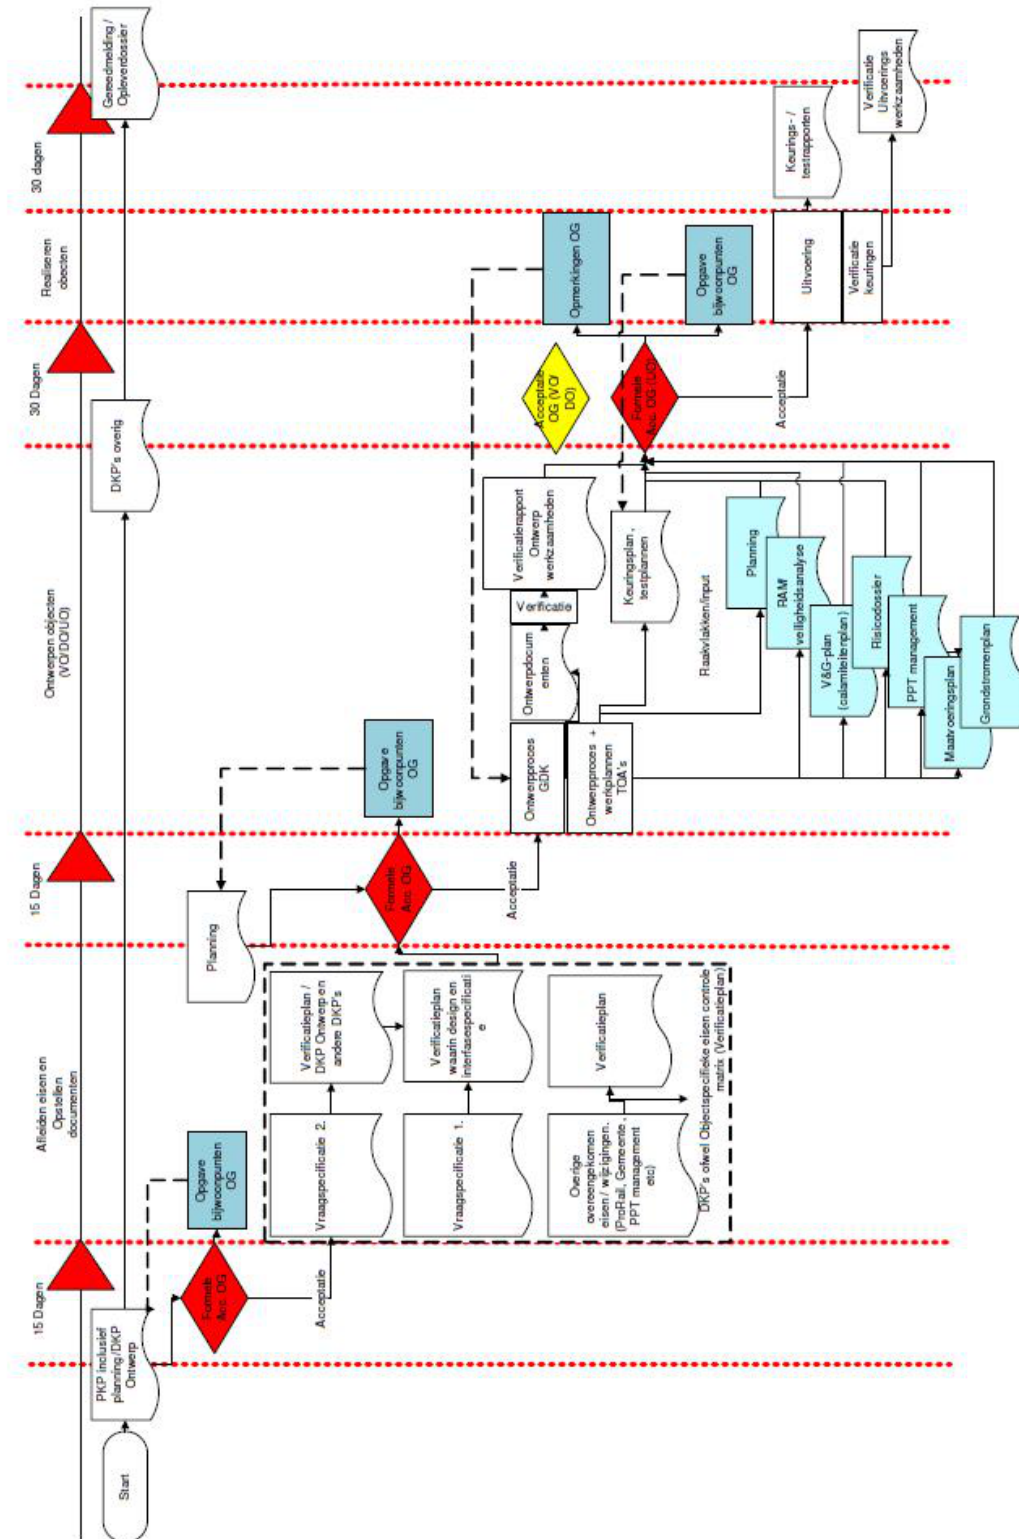 15 Dagen
Afleiden eisen en
Opstellen
documenten
15 Dagen
Ontwerpen objecten
(VO/DO/UO)
30 Dagen
Realiseren
obecten
30 dagen
Start
PKP inclusief
planning/DKP
Ontwerp
DKP's overig
Gereedmelding /
Opleverdossier
Formele
Acc. OG
Opgave
bijwoonpunten
OG
Acceptatie
Planning
Vraagspecificatie 2.
Verificatieplan /
DKP Ontwerp en
andere DKP's
Vraagspecificatie 1.
Verificatieplan
waarin design en
interfasespecificati
e
Overige
overeengekomen
eisen / wijzigingen.
(ProRail, Gemeente,
PPT management
etc)
Verificatieplan
DKP's ofwel Objectspecifieke eisen controle
matrix (Verificatieplan)
Formele
Acc. OG
Opgave
bijwoonpunten
OG
Acceptatie
Ontwerpproces
GDK
Ontwerpproces +
werkplannen
TOA's
Ontwerpdocum
enten
Verificatie
Verificatierapport
Ontwerp
werkzaamheden
Keuringsplan,
testplannen
Raakvlakken/input
Planning
RAM/
veiligheidsanalyse
V&G-plan
(calamiteitenplan)
Risicodossier
PPT management
Maatvoeringsplan
Grondstromenplan
Acceptatie
OG (VO/
DO)
Formele
Acc. OG (UO)
Opmerkingen OG
Opgave
bijwoonpunten
OG
Acceptatie
Uitvoering
Verificatie
keuringen
Keurings- /
testrapporten
Verificatie
Uitvoerings
werkzaamheden